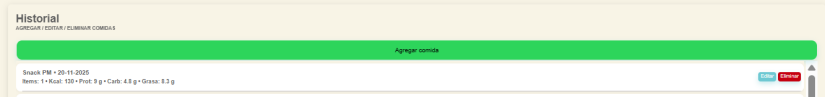 Historial
AGREGAR / EDITAR / ELIMINAR COMIDAS
Agregar comida
Snack PM • 20-11-2025
Editar Eliminar
Items: 1 • Kcal: 130 • Prot: 9 g • Carb: 4.8 g • Grasa: 8.3 g